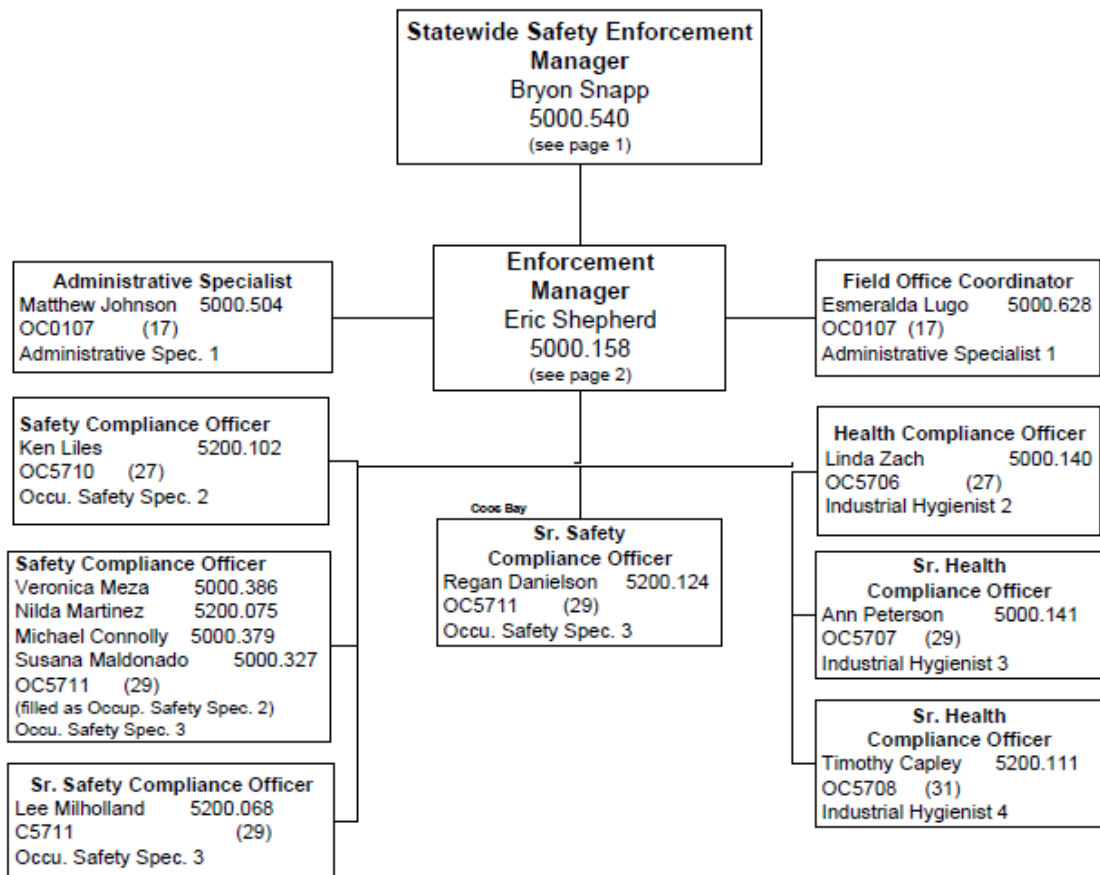 Statewide Safety Enforcement
Manager
Bryon Snapp
5000.540
(see page 1)
Administrative Specialist
Matthew Johnson 5000.504
OC0107 (17)
Administrative Spec. 1
Enforcement
Manager
Eric Shepherd
5000.158
(see page 2)
Field Office Coordinator
Esmeralda Lugo 5000.628
OC0107 (17)
Administrative Specialist 1
Safety Compliance Officer
Ken Liles 5200.102
OC5710 (27)
Occu. Safety Spec. 2
Health Compliance Officer
Linda Zach 5000.140
OC5706 (27)
Industrial Hygienist 2
Coos Bay
Sr. Safety
Compliance Officer
Regan Danielson 5200.124
OC5711 (29)
Occu. Safety Spec. 3
Safety Compliance Officer
Veronica Meza 5000.386
Nilda Martinez 5200.075
Michael Connolly 5000.379
Susana Maldonado 5000.327
OC5711 (29)
(filled as Occup. Safety Spec. 2)
Occu. Safety Spec. 3
Sr. Health
Compliance Officer
Ann Peterson 5000.141
OC5707 (29)
Industrial Hygienist 3
Sr. Safety Compliance Officer
Lee Milholland 5200.068
C5711 (29)
Occu. Safety Spec. 3
Sr. Health
Compliance Officer
Timothy Capley 5200.111
OC5708 (31)
Industrial Hygienist 4